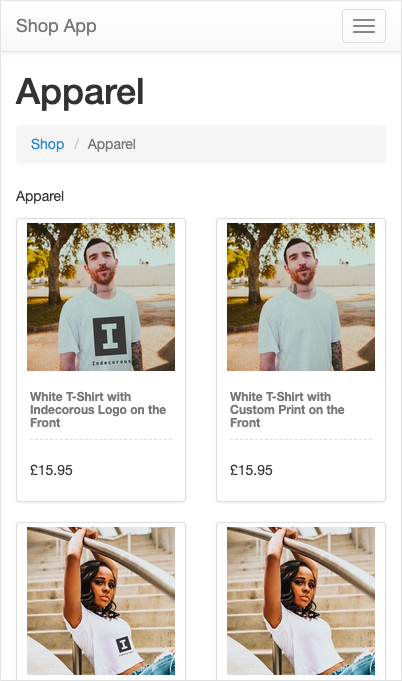 Shop App
Apparel
Shop / Apparel
Apparel
I
Indecorous
White T-Shirt with
Indecorous Logo on the
Front
£15.95
White T-Shirt with
Custom Print on the
Front
£15.95
I